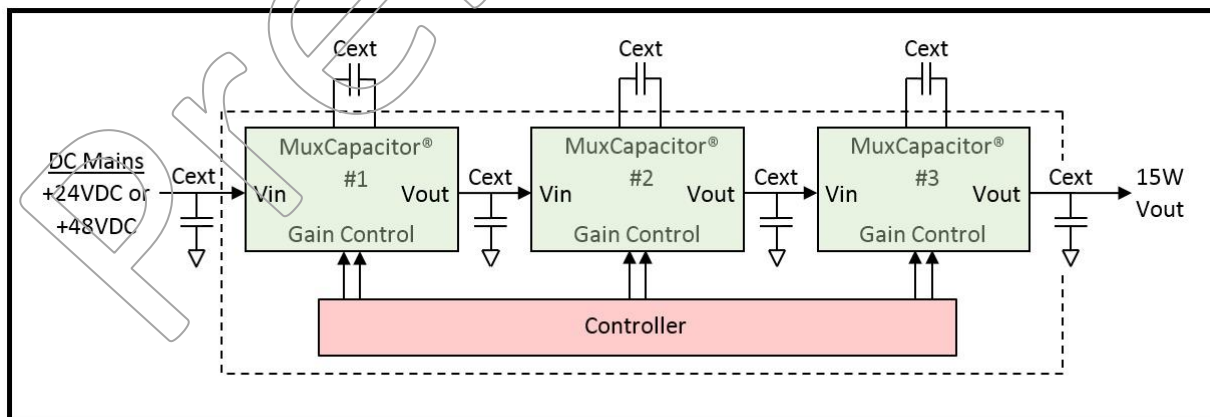 Cext
Cext
Cext
DC Mains
+24VDC or
+48VDC
Cext
MuxCapacitor®
#1
Vin
Vout
Gain Control
Cext
MuxCapacitor®
#2
Vin
Vout
Gain Control
Cext
MuxCapacitor®
#3
Vin
Vout
Gain Control
Cext
15W
Vout
Controller